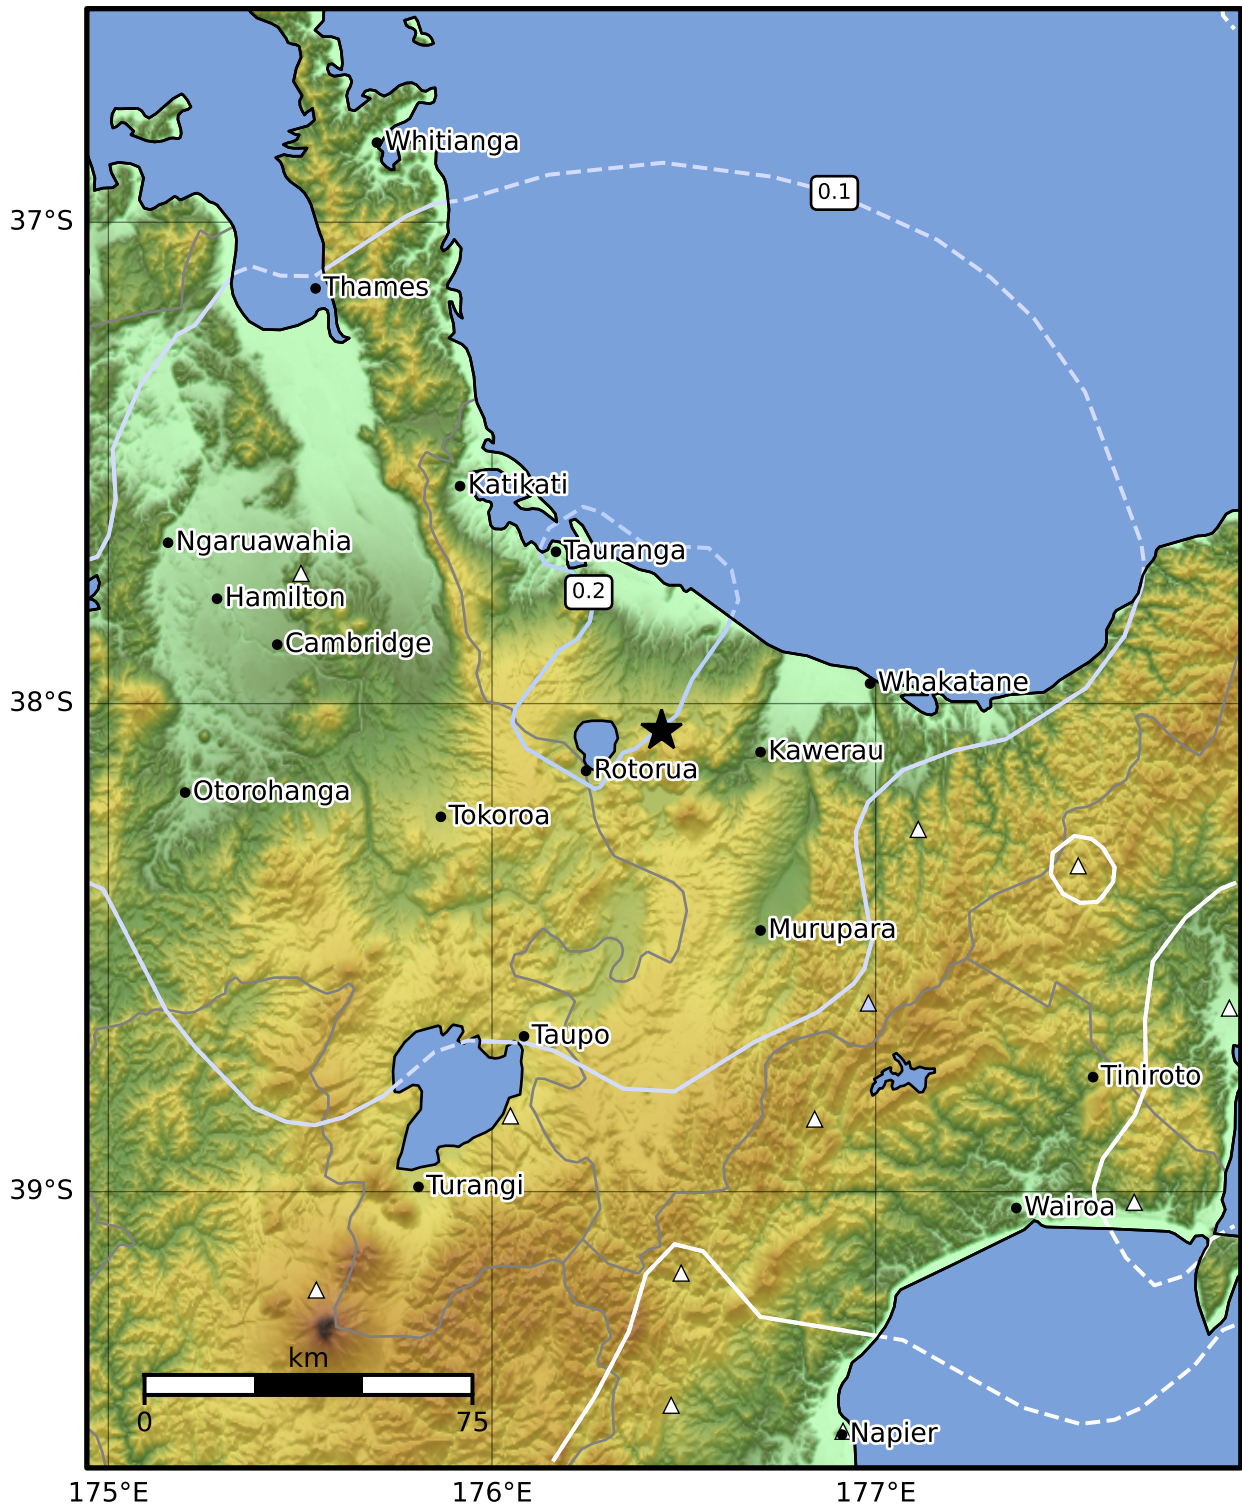 Whitianga
0.1
37°S
Thames
Katikati
Ngaruawahia
Tauranga
0.2
Hamilton
Cambridge
Whakatane
38°S
Kawerau
Rotorua
Otorohanga
Tokoroa
Murupara
Taupo
Tiniroto
39°S
Turangi
Wairoa
km
0
75
Napier
175°E
176°E
177°E